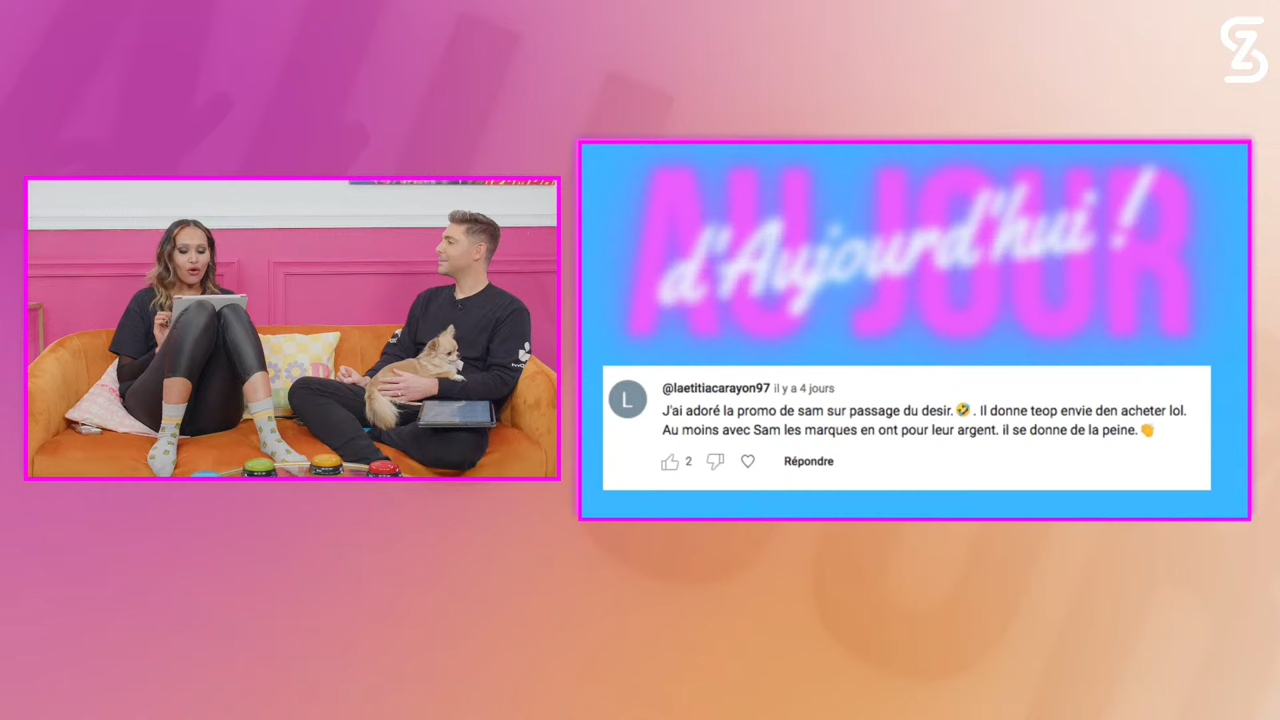 AU JOUR
d'Aujourd'hui !
L
@laetitiacarayon97 il y a 4 jours
J'ai adoré la promo de sam sur passage du desir.🤣 . Il donne teop envie den acheter lol.
Au moins avec Sam les marques en ont pour leur argent. il se donne de la peine.👏
2
Répondre